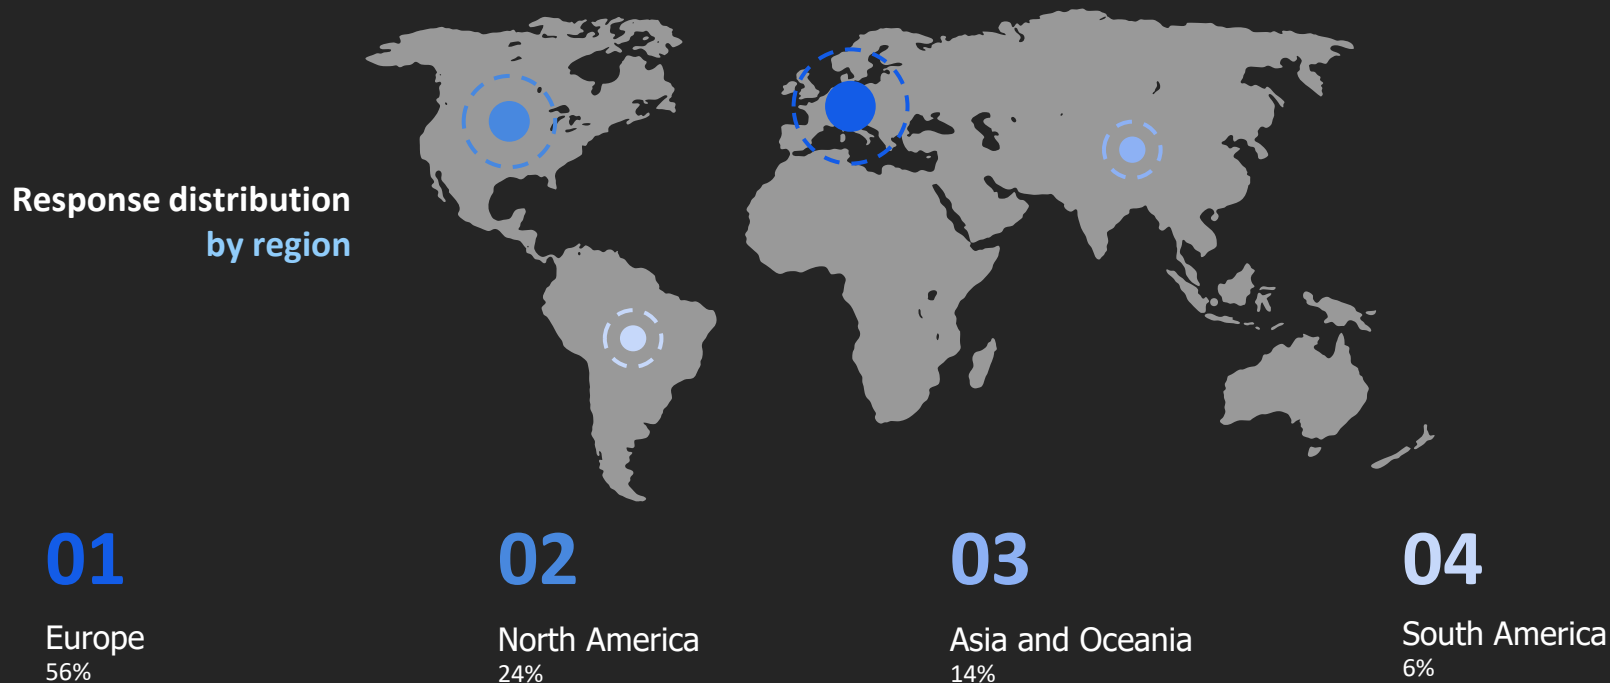 Response distribution
by region
01
Europe
56%
02
North America
24%
03
Asia and Oceania
14%
04
South America
6%